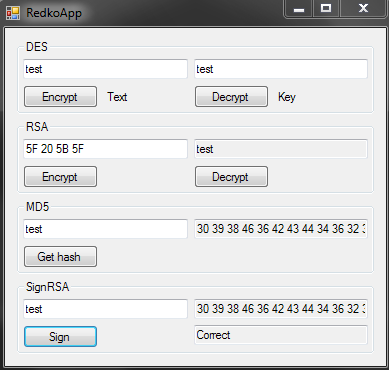 RedkoApp
DES
test test
Encrypt Text Decrypt Key
RSA
5F 20 5B 5F test
Encrypt Decrypt
MD5
test 30 39 38 46 36 42 43 44 34 36 32
Get hash
SignRSA
test 30 39 38 46 36 42 43 44 34 36 32
Sign Correct